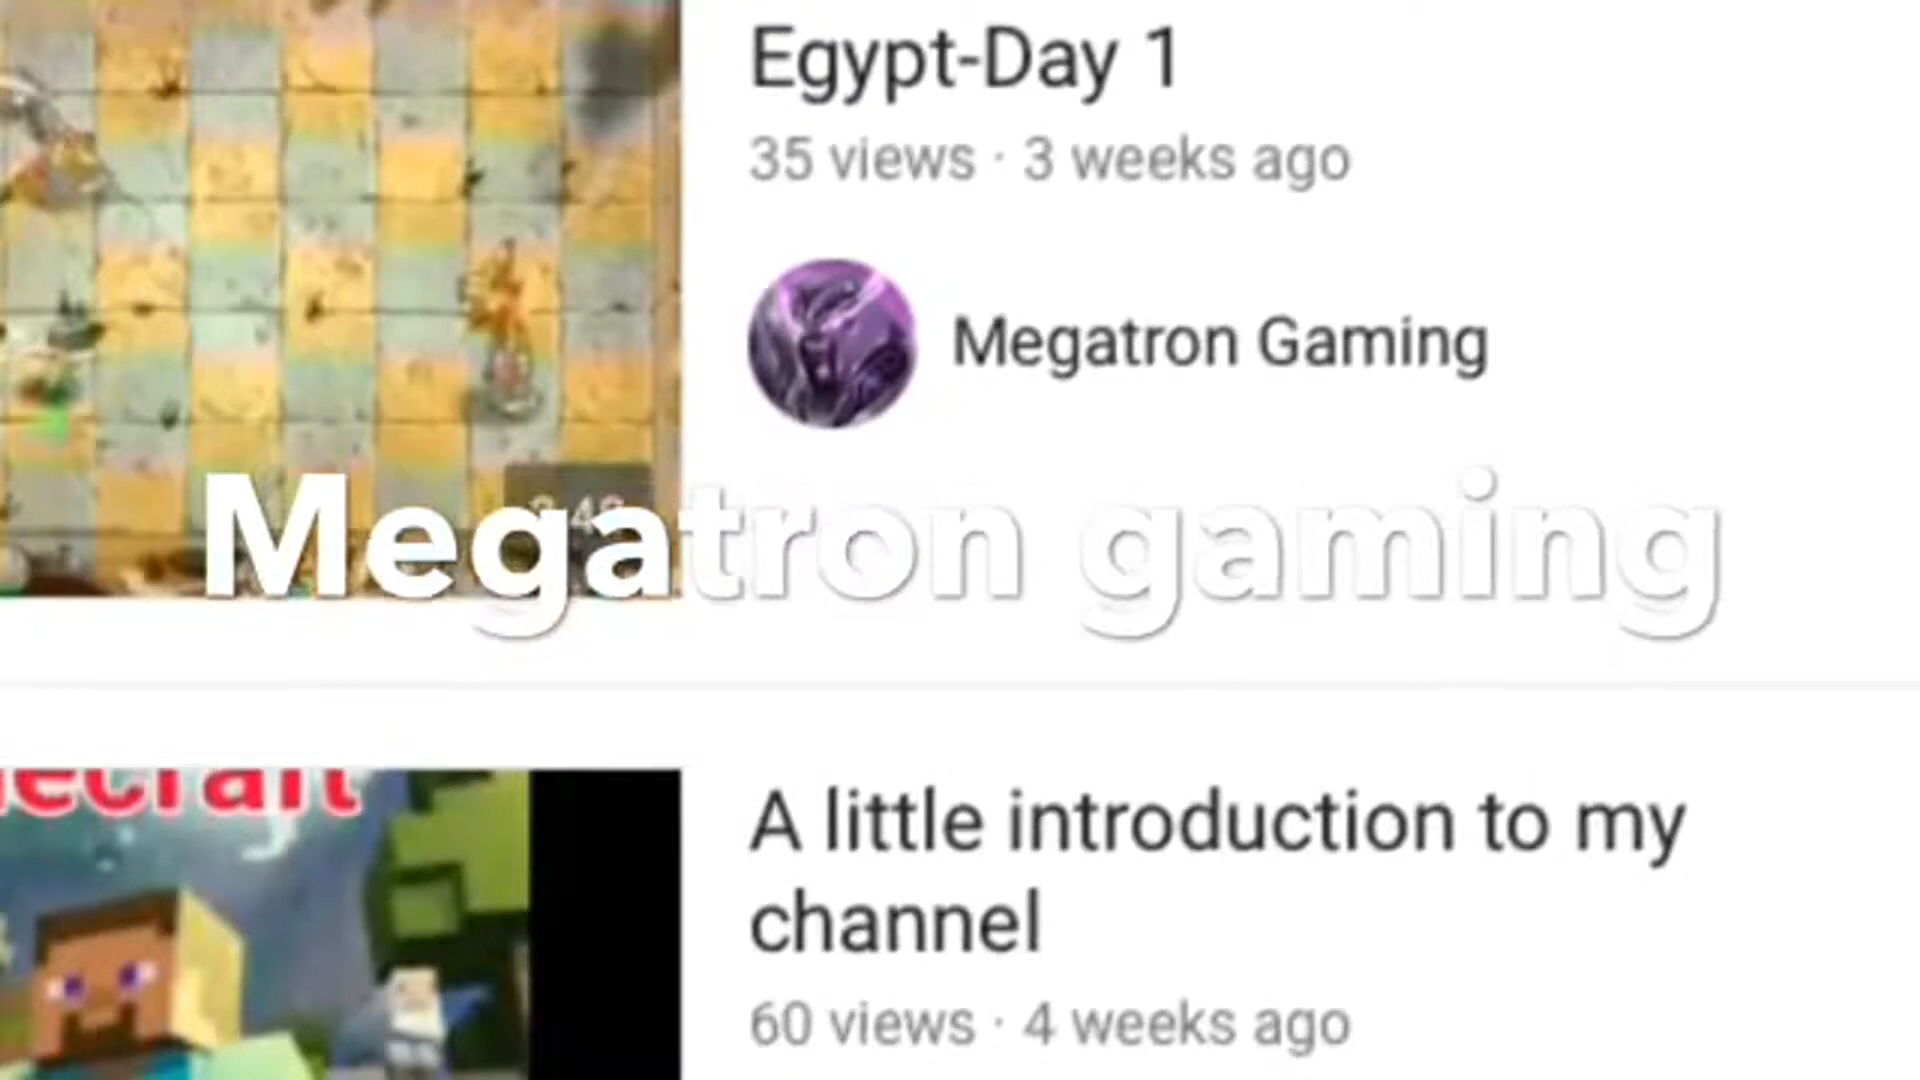 Egypt-Day 1
35 views · 3 weeks ago
Megatron Gaming
Megatron gaming
A little introduction to my
channel
60 views · 4 weeks ago